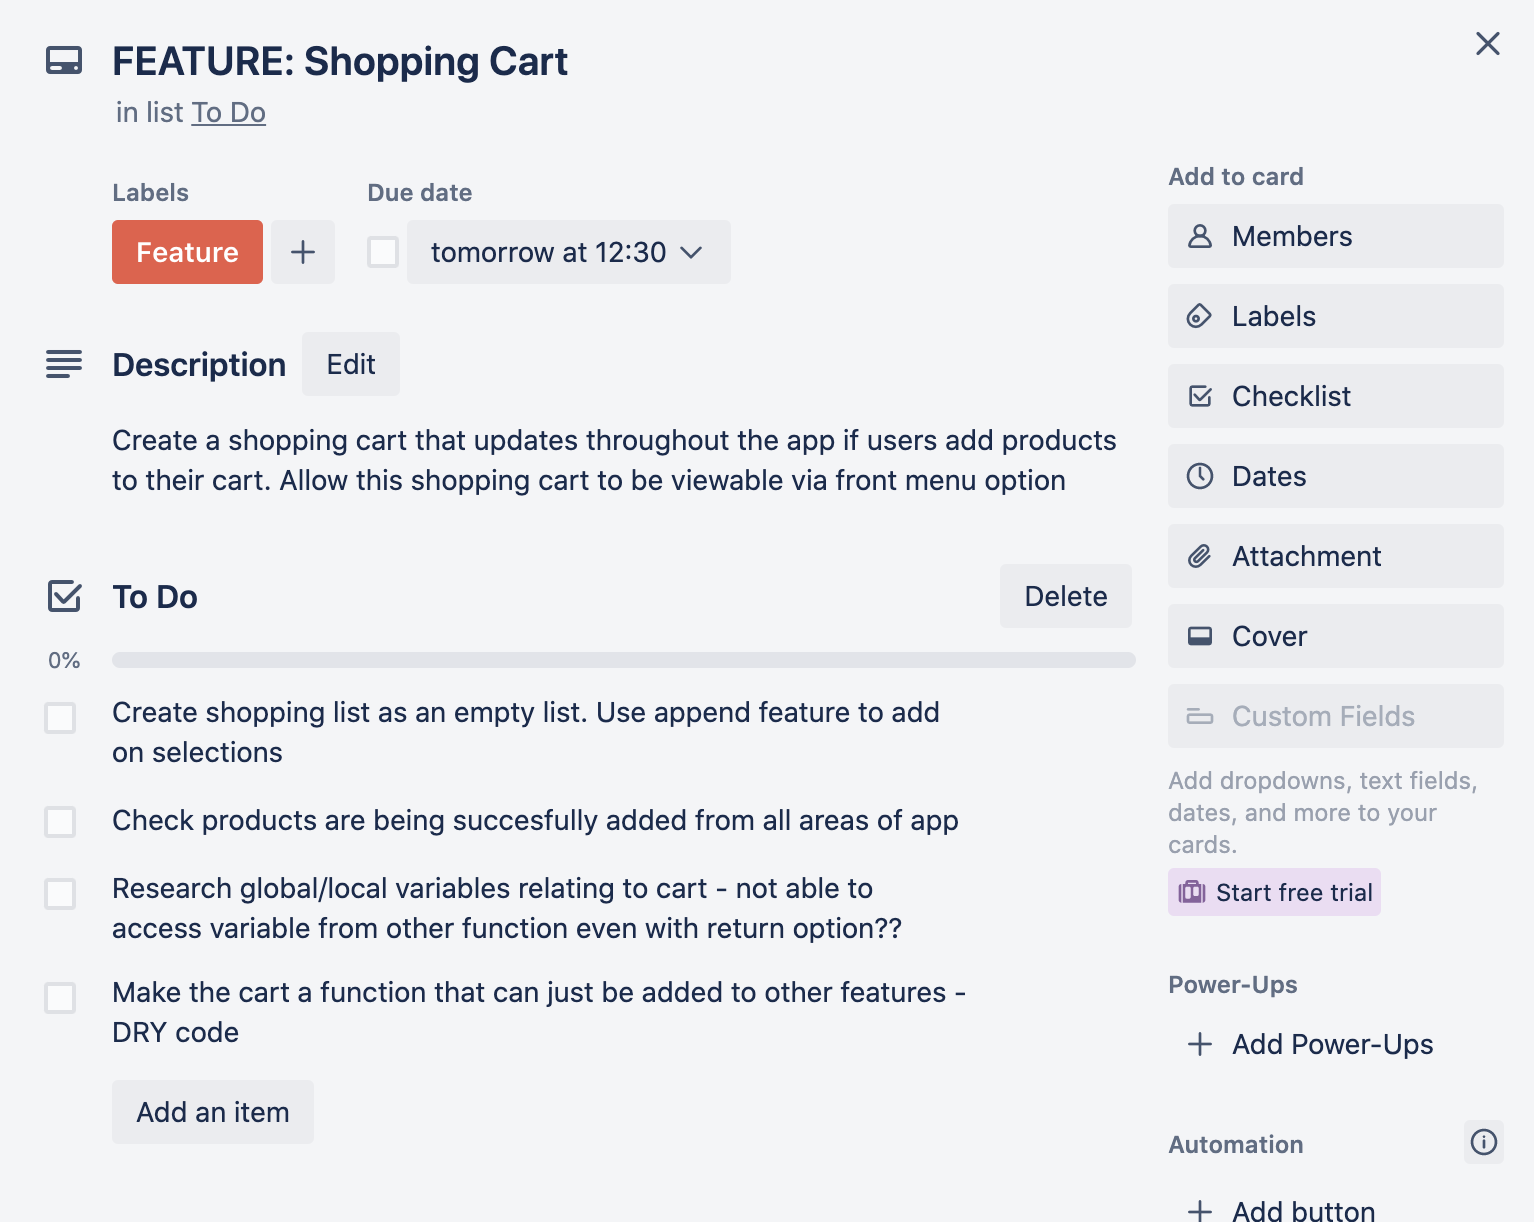 FEATURE: Shopping Cart
in list To Do
Labels
Due date
Feature
tomorrow at 12:30
Description
Edit
Create a shopping cart that updates throughout the app if users add products
to their cart. Allow this shopping cart to be viewable via front menu option
To Do
Delete
0%
Create shopping list as an empty list. Use append feature to add
on selections
Check products are being succesfully added from all areas of app
Research global/local variables relating to cart - not able to
access variable from other function even with return option??
Make the cart a function that can just be added to other features -
DRY code
Add an item
Add to card
Members
Labels
Checklist
Dates
Attachment
Cover
Custom Fields
Add dropdowns, text fields,
dates, and more to your
cards.
Start free trial
Power-Ups
Add Power-Ups
Automation
Add button